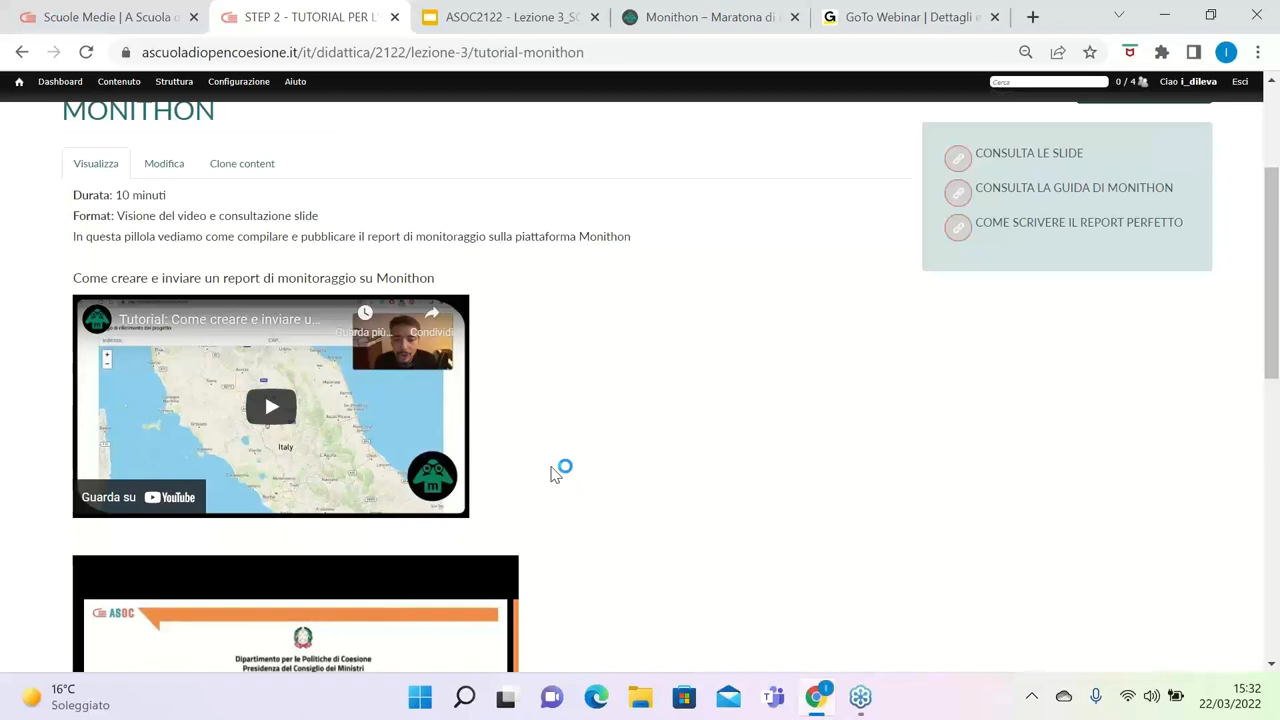 Scuole Medie | A Scuola d
STEP 2 - TUTORIAL PER L'
ASOC2122 - Lezione 3_SC
Monithon – Maratona di
GoTo Webinar | Dettagli e
ascuoladiopencoesione.it/it/didattica/2122/lezione-3/tutorial-monithon
I
Dashboard Contenuto Struttura Configurazione Aiuto
Cerca
0 / 4
Ciao i_dileva
Esci
MONITHON
Visualizza Modifica Clone content
Durata: 10 minuti
Format: Visione del video e consultazione slide
In questa pillola vediamo come compilare e pubblicare il report di monitoraggio sulla piattaforma Monithon
CONSULTA LE SLIDE
CONSULTA LA GUIDA DI MONITHON
COME SCRIVERE IL REPORT PERFETTO
Come creare e inviare un report di monitoraggio su Monithon
Tutorial: Come creare e inviare u...
Guarda più... Condividi
Italy
m
Guarda su YouTube
ASOC
Dipartimento per le Politiche di Coesione
Presidenza del Consiglio dei Ministri
16°C
Soleggiato
15:32
22/03/2022